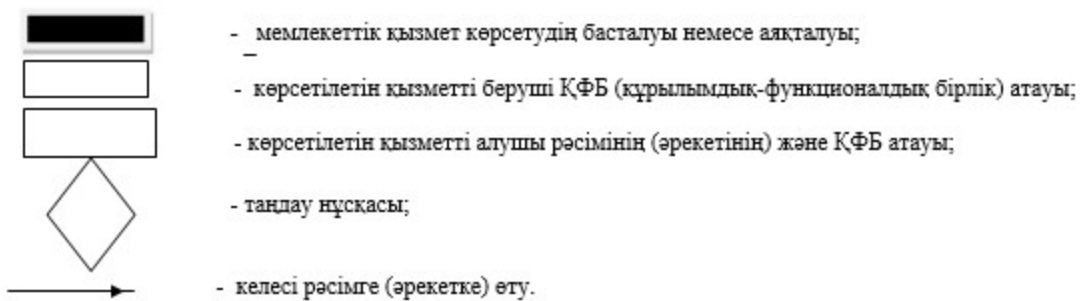 - _мемлекеттік қызмет көрсетудің басталуы немесе аяқталуы;
- көрсетілетін қызметті беруші ҚФБ (құрылымдық-функционалдық бірлік) атауы;
- көрсетілетін қызметті алушы рәсімінің (әрекетінің) және ҚФБ атауы;
- таңдау нұсқасы;
- келесі рәсімге (әрекетке) өту.